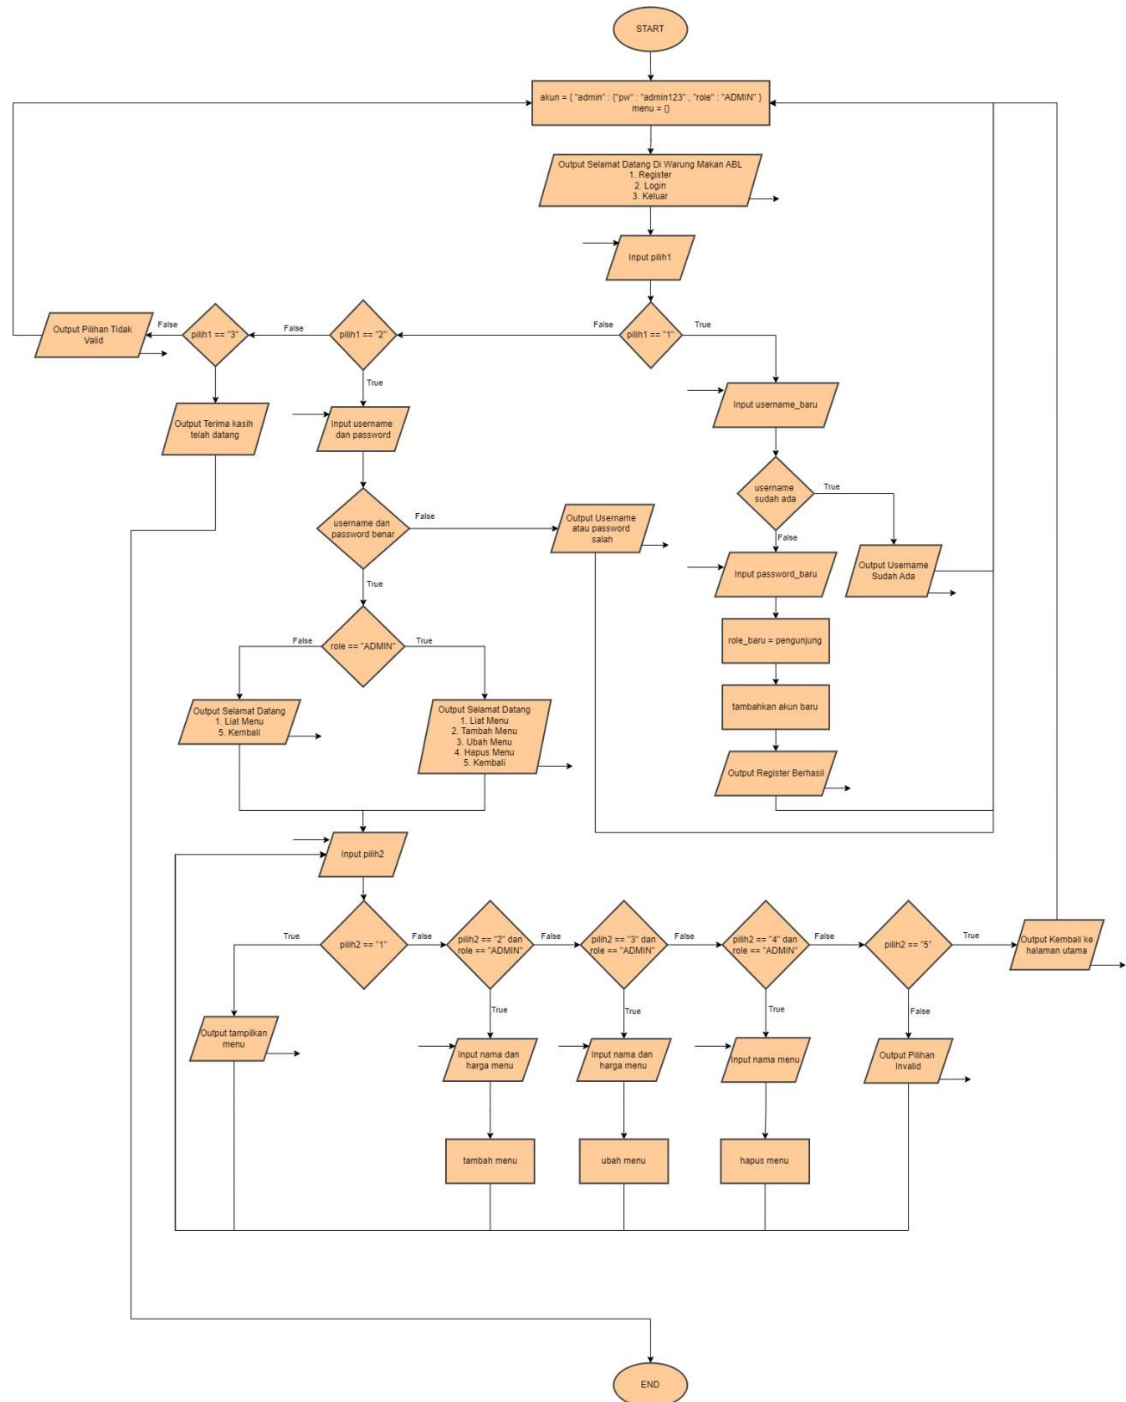 START
akun = { "admin" : {"pw" : "admin123" , "role" : "ADMIN" }
menu = {}
Output Selamat Datang Di Warung Makan ABL
1. Register
2. Login
3. Keluar
Input pilih1
Output Pilihan Tidak
Valid
False
pilih1 == "3"
False
pilih1 == "2"
False
pilih1 == "1"
True
True
Output Terima kasih
telah datang
Input username
dan password
Input username_baru
username
sudah ada
True
username dan
password benar
False
Output Username
atau password
salah
False
Output Username
Sudah Ada
Input password_baru
True
role_baru = pengunjung
False
role == "ADMIN"
True
tambahkan akun baru
Output Selamat Datang
1. Liat Menu
5. Kembali
Output Selamat Datang
1. Liat Menu
2. Tambah Menu
3. Ubah Menu
4. Hapus Menu
5. Kembali
Output Register Berhasil
Input pilih2
True
pilih2 == "1"
False
pilih2 == "2" dan
role == "ADMIN"
False
pilih2 == "3" dan
role == "ADMIN"
False
pilih2 == "4" dan
role == "ADMIN"
False
pilih2 == "5"
True
Output Kembali ke
halaman utama
True
True
True
False
Output tampilkan
menu
Input nama dan
harga menu
Input nama dan
harga menu
Input nama menu
Output Pilihan
Invalid
tambah menu
ubah menu
hapus menu
END